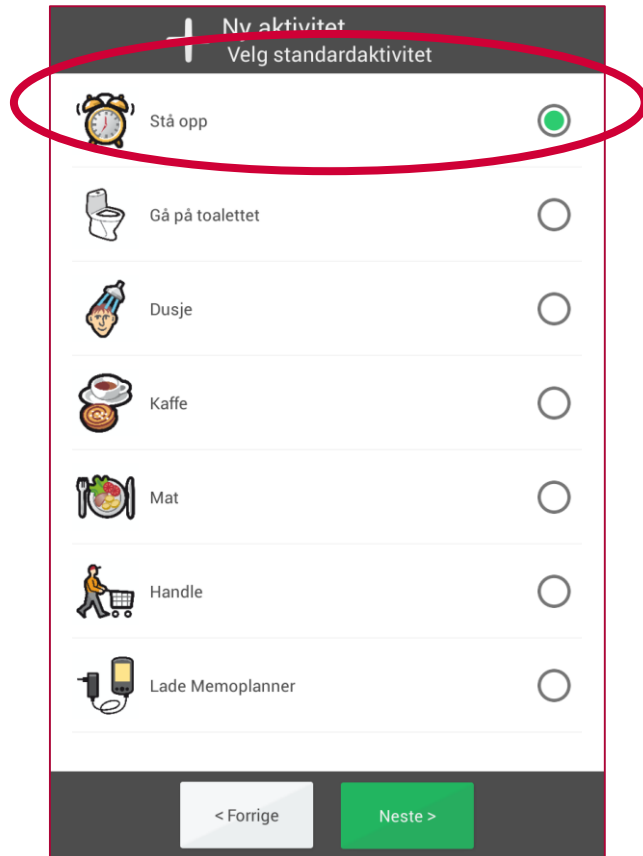 Ny aktivitet
Velg standardaktivitet
Stå opp
Gå på toalettet
Dusje
Kaffe
Mat
Handle
Lade Memoplanner
< Forrige
Neste >